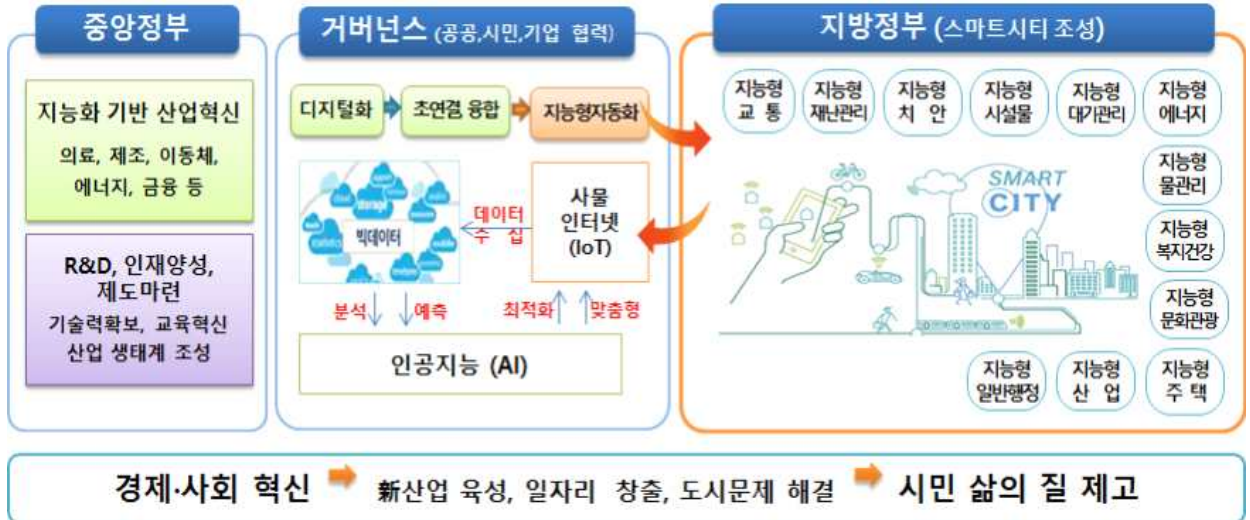 중앙정부
지능화 기반 산업혁신
의료, 제조, 이동체,
에너지, 금융 등
R&D, 인재양성,
제도마련
기술력확보, 교육혁신
산업 생태계 조성
거버넌스 (공공,시민,기업 협력)
디지털화
초연결 융합
지능형자동화
storage
statistics
빅데이터
데이터
수 집
사물
인터넷
(IoT)
분석
예측
최적화
맞춤형
인공지능 (AI)
지방정부 (스마트시티 조성)
지능형
교 통
지능형
재난관리
지능형
치 안
지능형
시설물
지능형
대기관리
지능형
에너지
지능형
물관리
지능형
복지건강
지능형
문화관광
SMART
CITY
지능형
일반행정
지능형
산 업
지능형
주 택
경제·사회 혁신 新산업 육성, 일자리 창출, 도시문제 해결 시민 삶의 질 제고